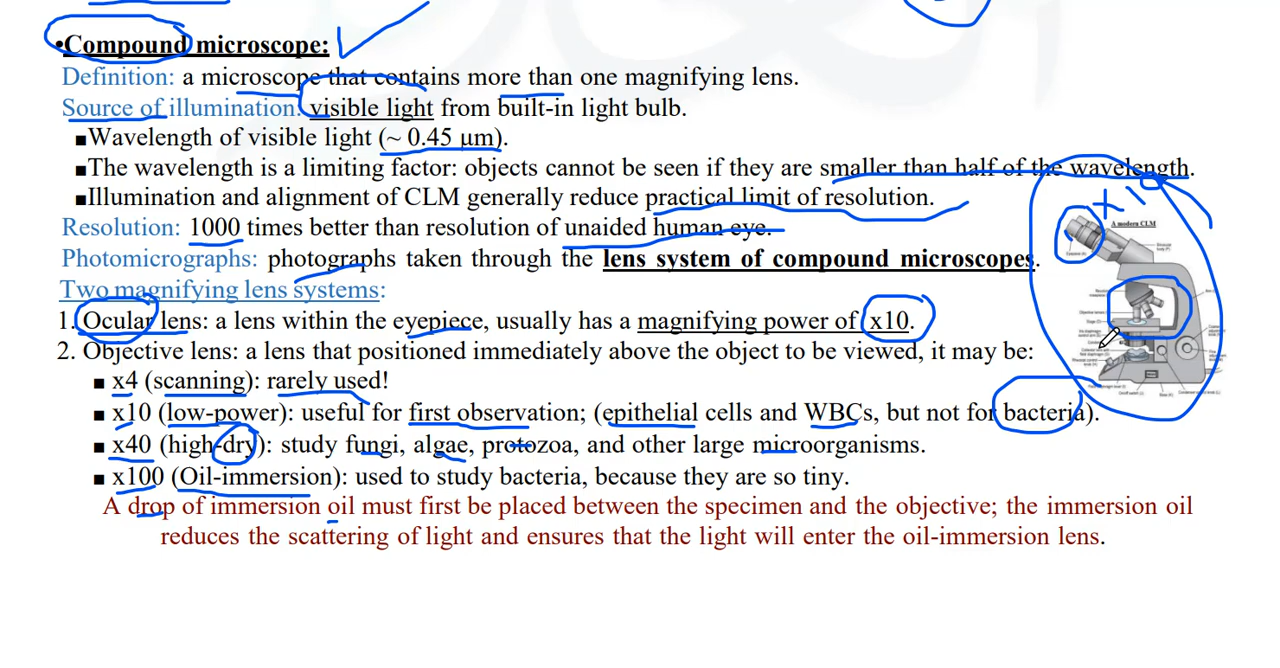 •Compound microscope:
Definition: a microscope that contains more than one magnifying lens.
Source of illumination: visible light from built-in light bulb.
■Wavelength of visible light (~ 0.45 µm).
■The wavelength is a limiting factor: objects cannot be seen if they are smaller than half of the wavelength.
■Illumination and alignment of CLM generally reduce practical limit of resolution.
Resolution: 1000 times better than resolution of unaided human eye.
Photomicrographs: photographs taken through the lens system of compound microscopes.
Two magnifying lens systems:
1. Ocular lens: a lens within the eyepiece, usually has a magnifying power of x10.
2. Objective lens: a lens that positioned immediately above the object to be viewed, it may be:
■ x4 (scanning): rarely used!
■ x10 (low-power): useful for first observation; (epithelial cells and WBCs, but not for bacteria).
■ x40 (high-dry): study fungi, algae, protozoa, and other large microorganisms.
■ x100 (Oil-immersion): used to study bacteria, because they are so tiny.
A drop of immersion oil must first be placed between the specimen and the objective; the immersion oil
reduces the scattering of light and ensures that the light will enter the oil-immersion lens.
A modern CLM